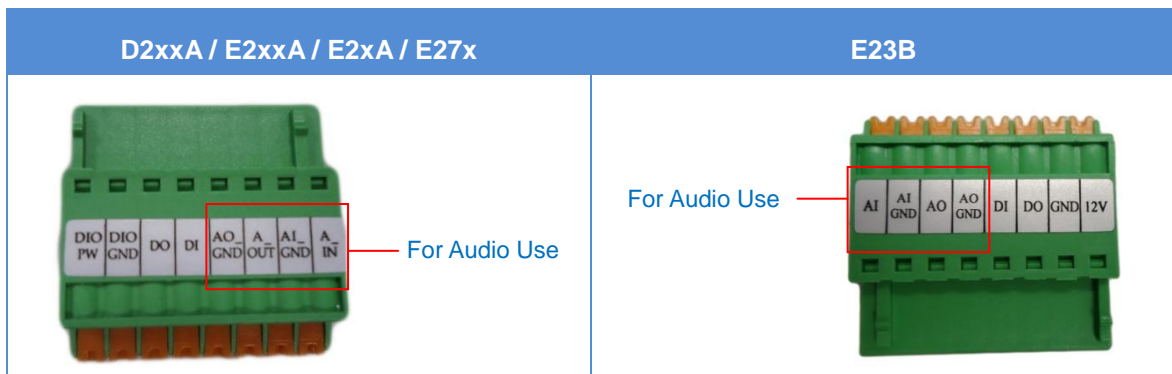 D2xxA / E2xxA / E2xA / E27x
E23B
DIO PW
DIO GND
DO
DI
AO_ GND
A_ OUT
AI_ GND
A_ IN
For Audio Use
For Audio Use
AI
AI GND
AO
AO GND
DI
DO
GND
12V